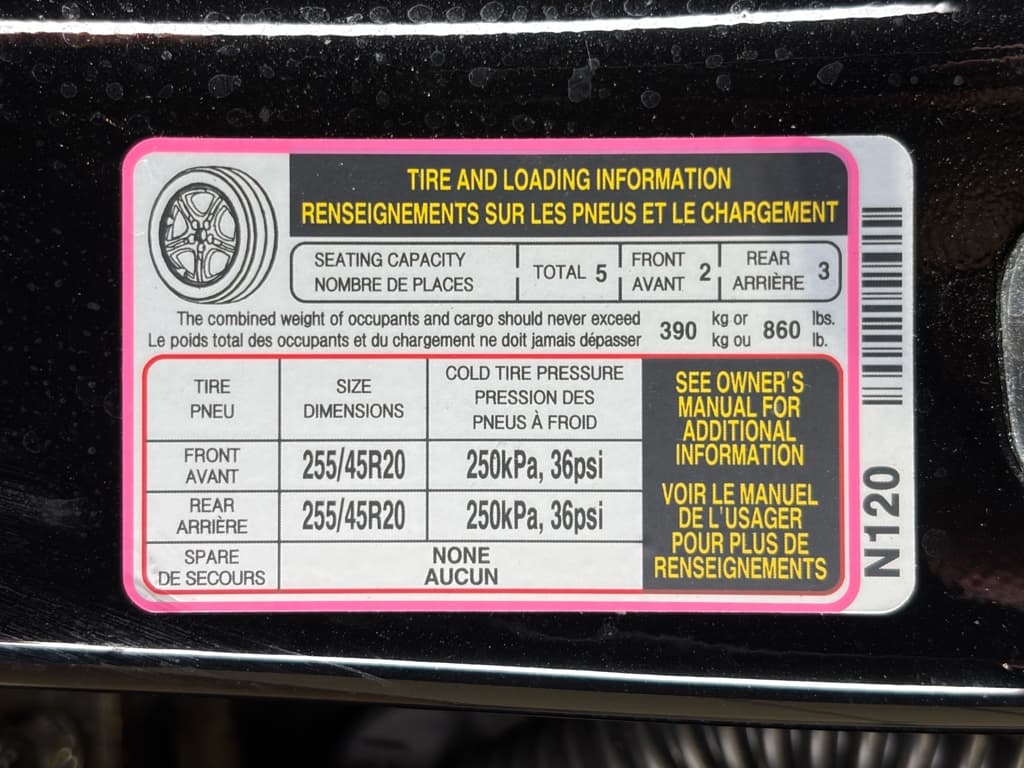 TIRE AND LOADING INFORMATION
RENSEIGNEMENTS SUR LES PNEUS ET LE CHARGEMENT
SEATING CAPACITY
NOMBRE DE PLACES
TOTAL 5
FRONT
AVANT 2
REAR
ARRIÈRE 3
The combined weight of occupants and cargo should never exceed 390 kg or 860 lbs.
Le poids total des occupants et du chargement ne doit jamais dépasser kg ou lb.
TIRE
PNEU
SIZE
DIMENSIONS
COLD TIRE PRESSURE
PRESSION DES
PNEUS À FROID
FRONT
AVANT
255/45R20
250kPa, 36psi
REAR
ARRIÈRE
255/45R20
250kPa, 36psi
SPARE
DE SECOURS
NONE
AUCUN
SEE OWNER'S
MANUAL FOR
ADDITIONAL
INFORMATION
VOIR LE MANUEL
DE L'USAGER
POUR PLUS DE
RENSEIGNEMENTS
N120